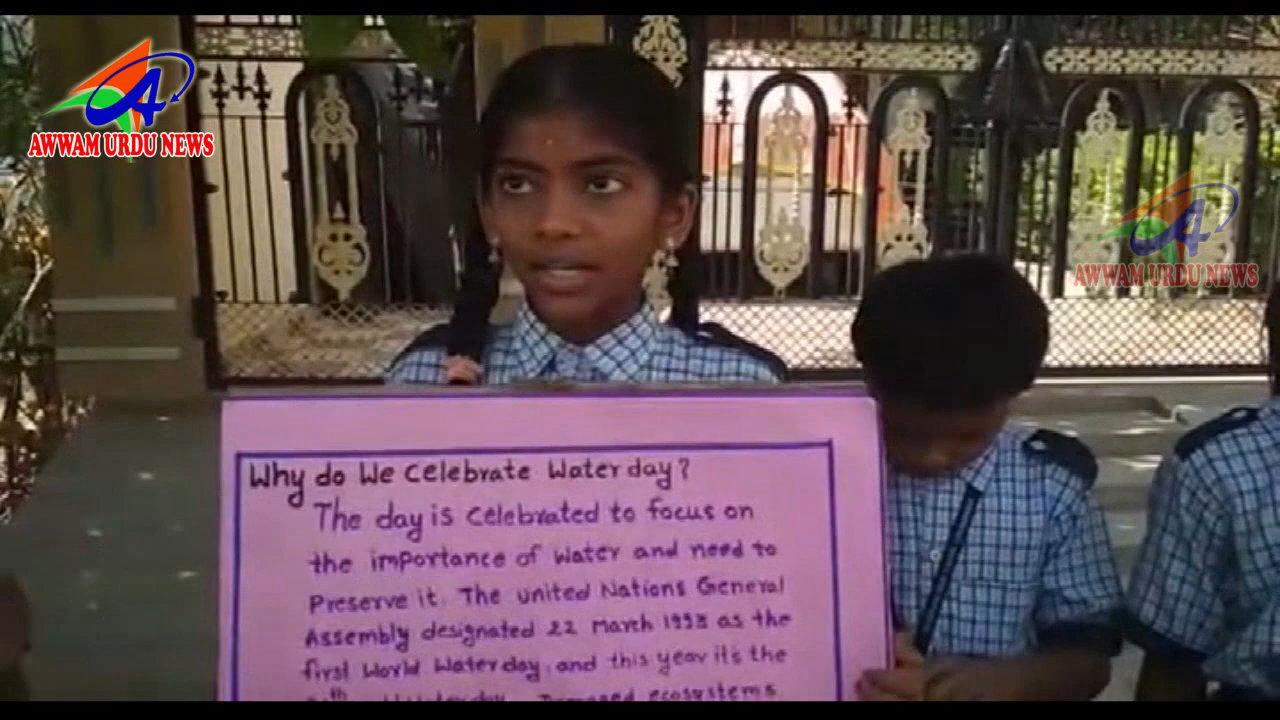 A
AWWAM URDU NEWS
A
AWWAM URDU NEWS
Why do We Celebrate Water day?
The day is celebrated to focus on
the importance of Water and need to
Preserve it. The united Nations General
Assembly designated 22 march 1993 as the
first World Water day, and this year it's the
ecosystems